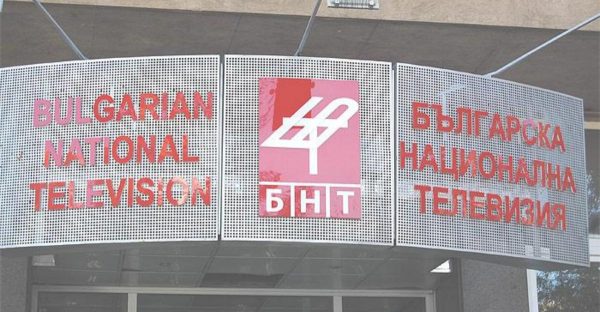 BULGARIAN
NATIONAL
TELEVISION
БНТ
БЪЛГАРСКА
НАЦИОНАЛНА
ТЕЛЕВИЗИЯ